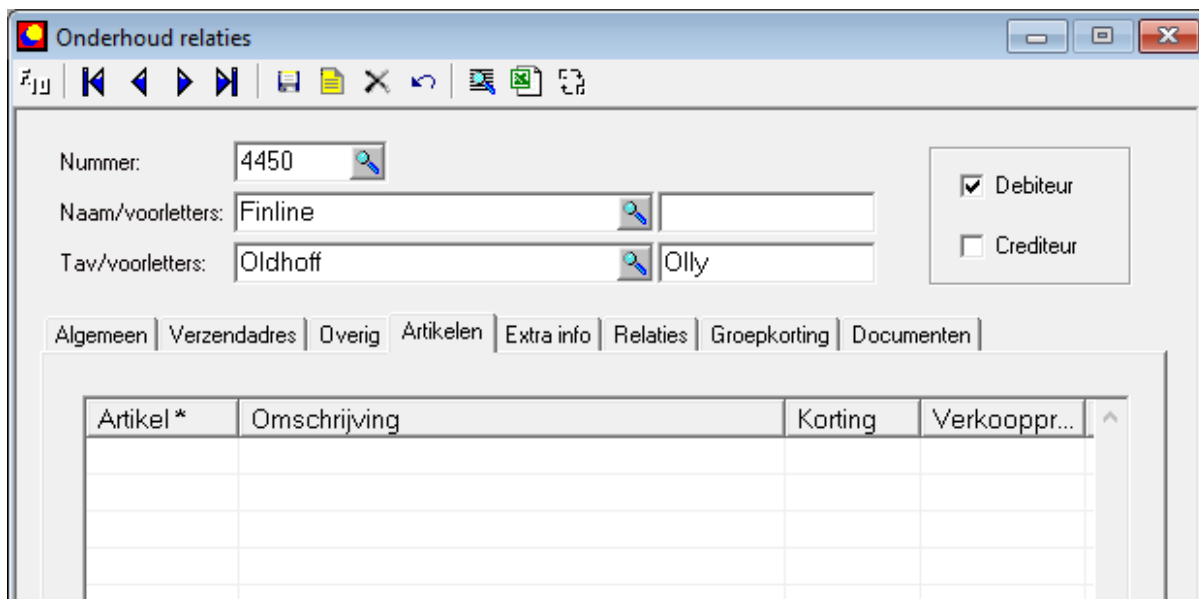 Onderhoud relaties
Nummer: 4450
Debiteur
Naam/voorletters: Finline
Crediteur
Tav/voorletters: Oldhoff Olly
Algemeen Verzendadres Overig Artikelen Extra info Relaties Groepkorting Documenten
Artikel * Omschrijving Korting Verkooppr...